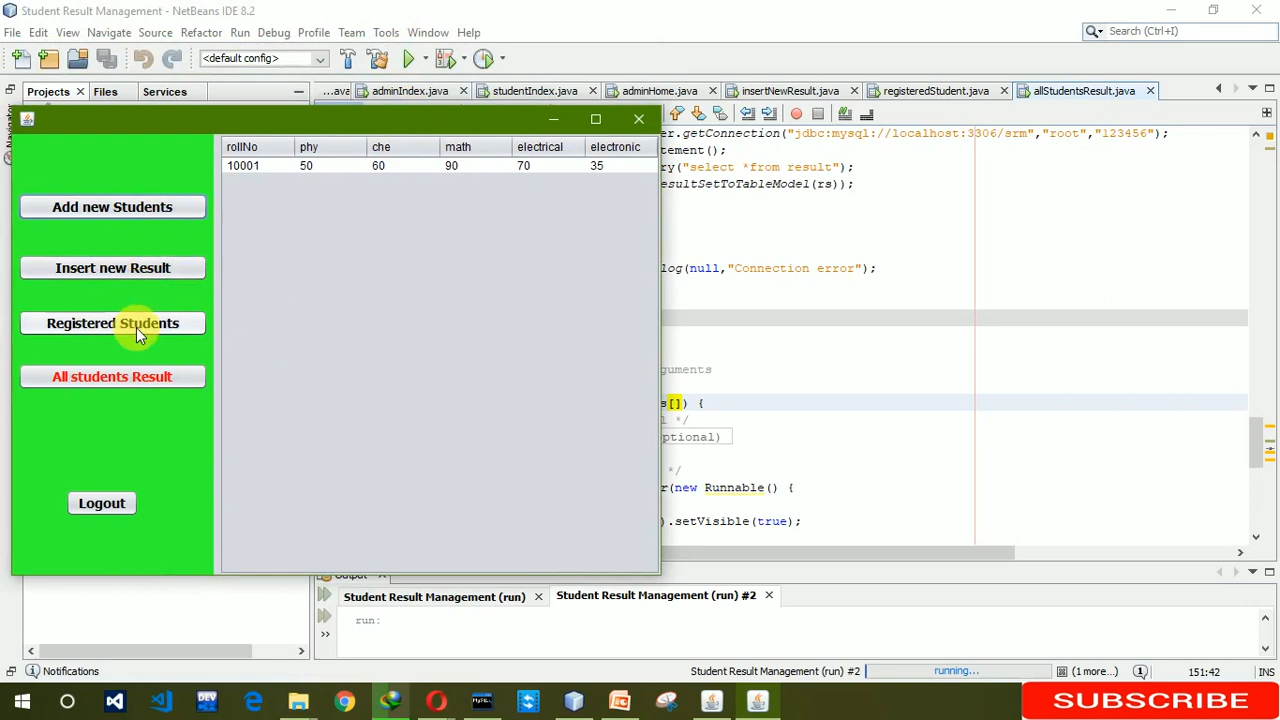 Student Result Management - NetBeans IDE 8.2
File Edit View Navigate Source Refactor Run Debug Profile Team Tools Window Help
Search (Ctrl+I)
<default config>
Projects Files Services
...ava adminIndex.java studentIndex.java adminHome.java insertNewResult.java registeredStudent.java allStudentsResult.java
er.getConnection("jdbc:mysql://localhost:3306/srm","root","123456");
tement();
ry("select *from result");
esultSetToTableModel(rs));
log(null,"Connection error");
guments
s[]) {
l */
ptional)
*/
r(new Runnable() {
).setVisible(true);
rollNo phy che math electrical electronic
10001 50 60 90 70 35
Add new Students
Insert new Result
Registered Students
All students Result
Logout
Output
Student Result Management (run) Student Result Management (run) #2
run:
Notifications
Student Result Management (run) #2 running... (1 more...) 1 151:42 INS
SUBSCRIBE